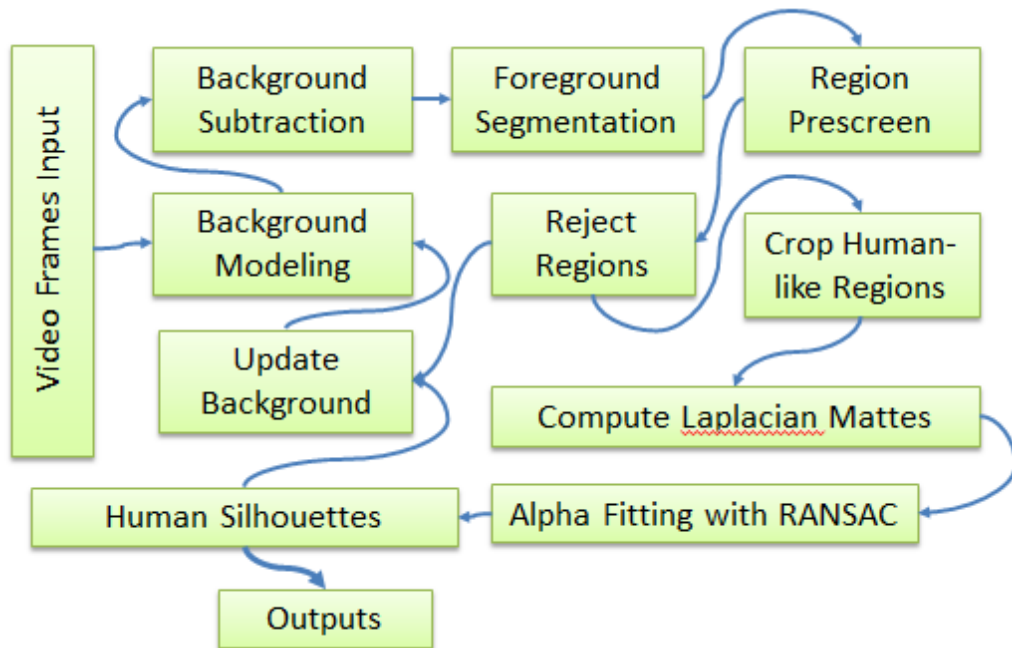 Video Frames Input
Background
Subtraction
Foreground
Segmentation
Region
Prescreen
Background
Modeling
Reject
Regions
Crop Human-
like Regions
Update
Background
Compute Laplacian Mattes
Human Silhouettes
Alpha Fitting with RANSAC
Outputs